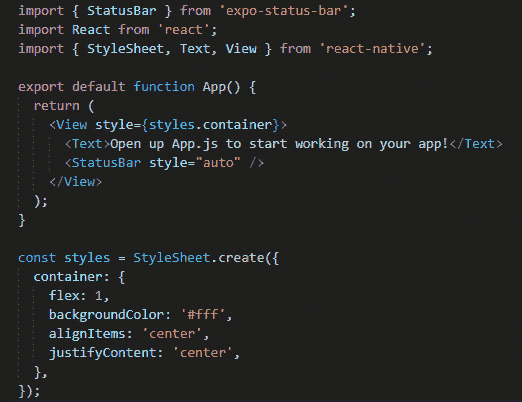 import { StatusBar } from 'expo-status-bar';
import React from 'react';
import { StyleSheet, Text, View } from 'react-native';

export default function App() {
  return (
    <View style={styles.container}>
      <Text>Open up App.js to start working on your app!</Text>
      <StatusBar style="auto" />
    </View>
  );
}

const styles = StyleSheet.create({
  container: {
    flex: 1,
    backgroundColor: '#fff',
    alignItems: 'center',
    justifyContent: 'center',
  },
});